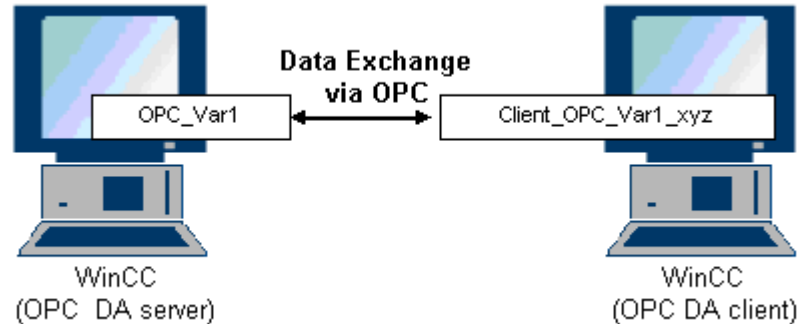 Data Exchange
via OPC
OPC_Var1
Client_OPC_Var1_xyz
WinCC
(OPC DA server)
WinCC
(OPC DA client)